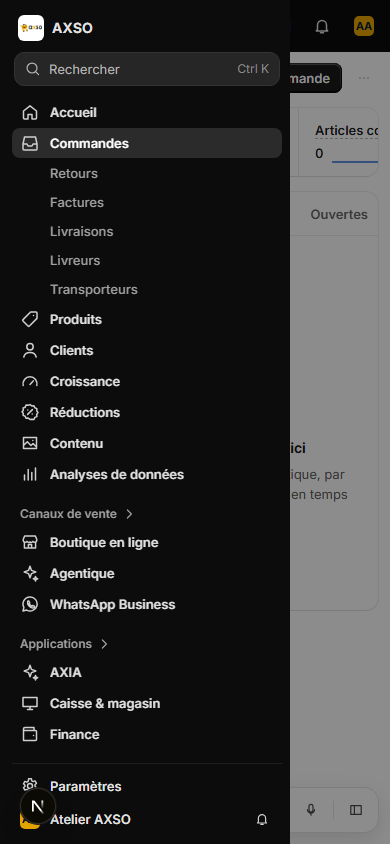 AXSO
AA
Rechercher
Ctrl K
mande
Accueil
Commandes
Articles co
0
Retours
Factures
Ouvertes
Livraisons
Livreurs
Transporteurs
Produits
Clients
Croissance
Réductions
Contenu
ici
Analyses de données
ique, par
en temps
Canaux de vente
Boutique en ligne
Agentique
WhatsApp Business
Applications
AXIA
Caisse & magasin
Finance
Paramètres
N
Atelier AXSO